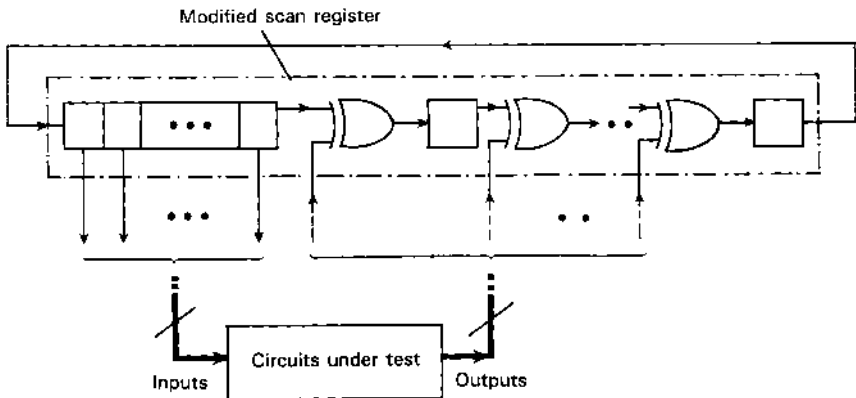 Modified scan register
Circuits under test
Inputs
Outputs